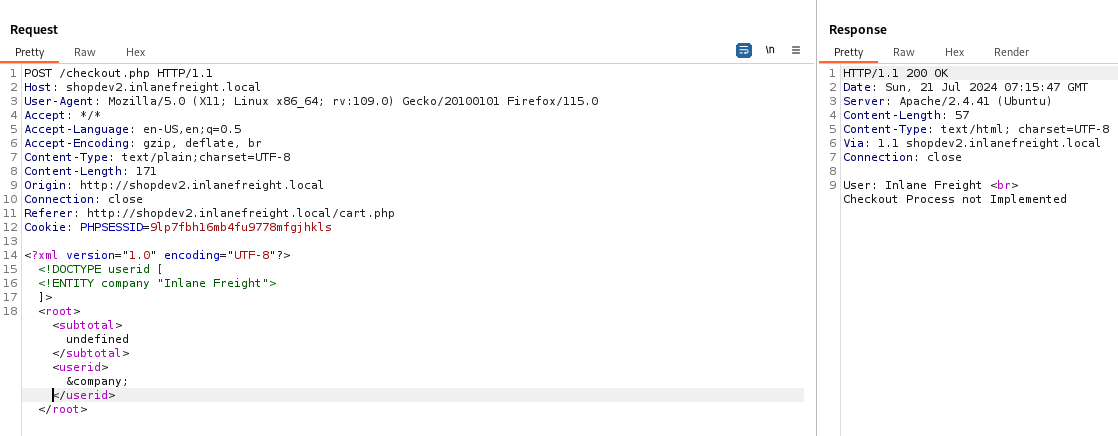 Request
Pretty Raw Hex
\n
1 POST /checkout.php HTTP/1.1
2 Host: shopdev2.inlanefreight.local
3 User-Agent: Mozilla/5.0 (X11; Linux x86_64; rv:109.0) Gecko/20100101 Firefox/115.0
4 Accept: */*
5 Accept-Language: en-US,en;q=0.5
6 Accept-Encoding: gzip, deflate, br
7 Content-Type: text/plain;charset=UTF-8
8 Content-Length: 171
9 Origin: http://shopdev2.inlanefreight.local
10 Connection: close
11 Referer: http://shopdev2.inlanefreight.local/cart.php
12 Cookie: PHPSESSID=9lp7fbh16mb4fu9778mfgjhkls
13
14 <?xml version="1.0" encoding="UTF-8"?>
15 <!DOCTYPE userid [
16 <!ENTITY company "Inlane Freight">
17 ]>
18 <root>
<subtotal>
undefined
</subtotal>
<userid>
&company;
</userid>
</root>
Response
Pretty Raw Hex Render
1 HTTP/1.1 200 OK
2 Date: Sun, 21 Jul 2024 07:15:47 GMT
3 Server: Apache/2.4.41 (Ubuntu)
4 Content-Length: 57
5 Content-Type: text/html; charset=UTF-8
6 Via: 1.1 shopdev2.inlanefreight.local
7 Connection: close
8
9 User: Inlane Freight <br>
Checkout Process not Implemented